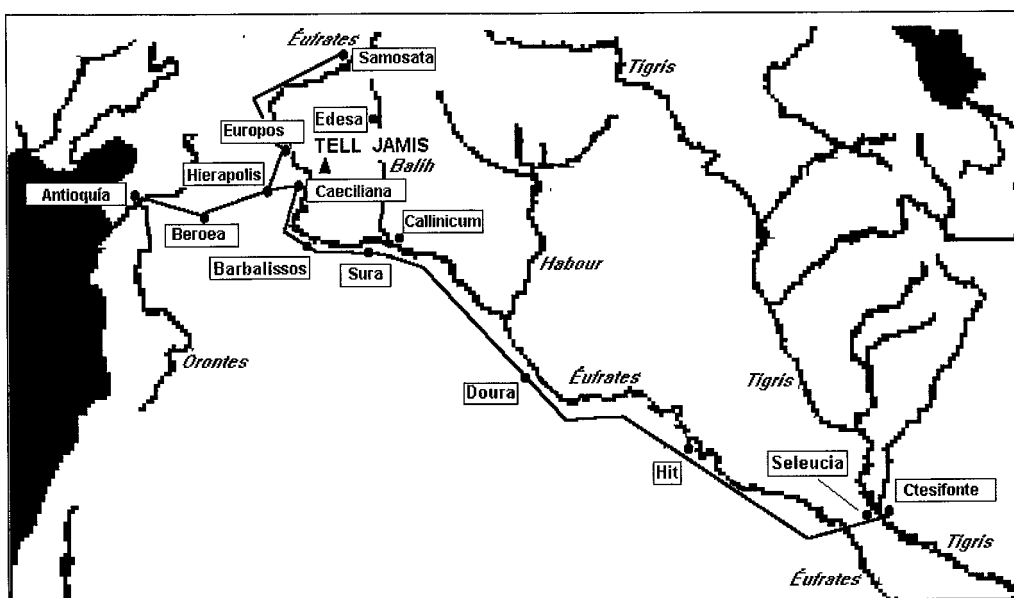 Éufrates
Samosata
Tigris
Edesa
Europos
TELL JAMIS
Balih
Hierapolis
Caeciliana
Antioquía
Callinicum
Beroea
Barbalissos
Sura
Habour
Orontes
Doura
Éufrates
Tigris
Hit
Seleucia
Ctesifonte
Tigris
Éufrates